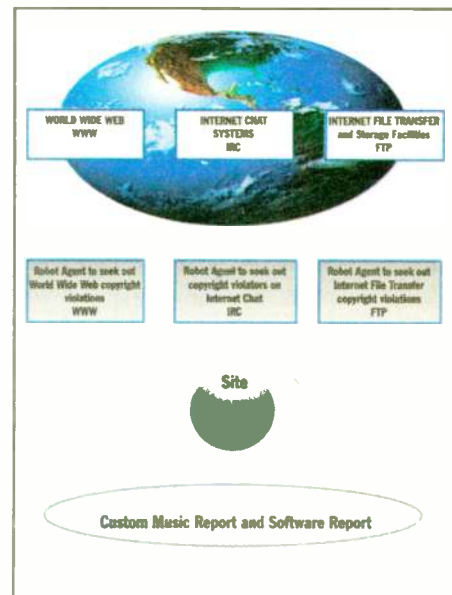 WORLD WIDE WEB
WWW
INTERNET CHAT
SYSTEMS
IRC
INTERNET FILE TRANSFER
and Storage Facilities
FTP
Robot Agent to seek out
World Wide Web copyright
violations
WWW
Robot Agent to seek out
copyright violators on
Internet Chat
IRC
Robot Agent to seek out
Internet File Transfer
copyright violations
FTP
Site
Custom Music Report and Software Report